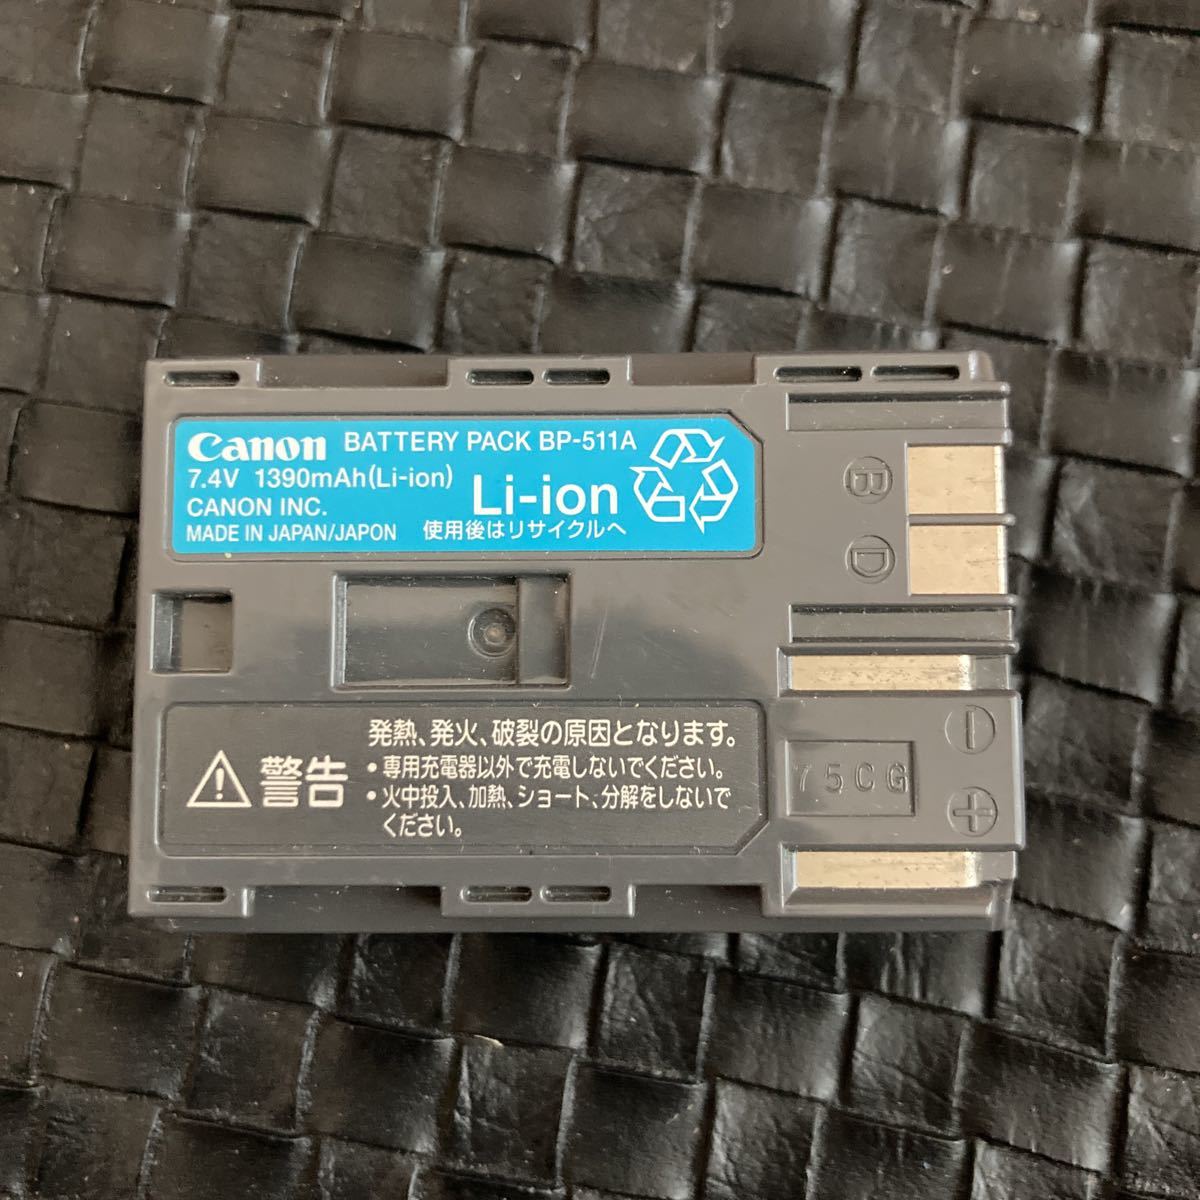 Canon BATTERY PACK BP-511A
7.4V 1390mAh(Li-ion)
CANON INC.
Li-ion
MADE IN JAPAN/JAPON 使用後はリサイクルへ
B
D
警告
発熱、発火、破裂の原因となります。
・専用充電器以外で充電しないでください。
・火中投入、加熱、ショート、分解をしないで
ください。
75CG
−
+